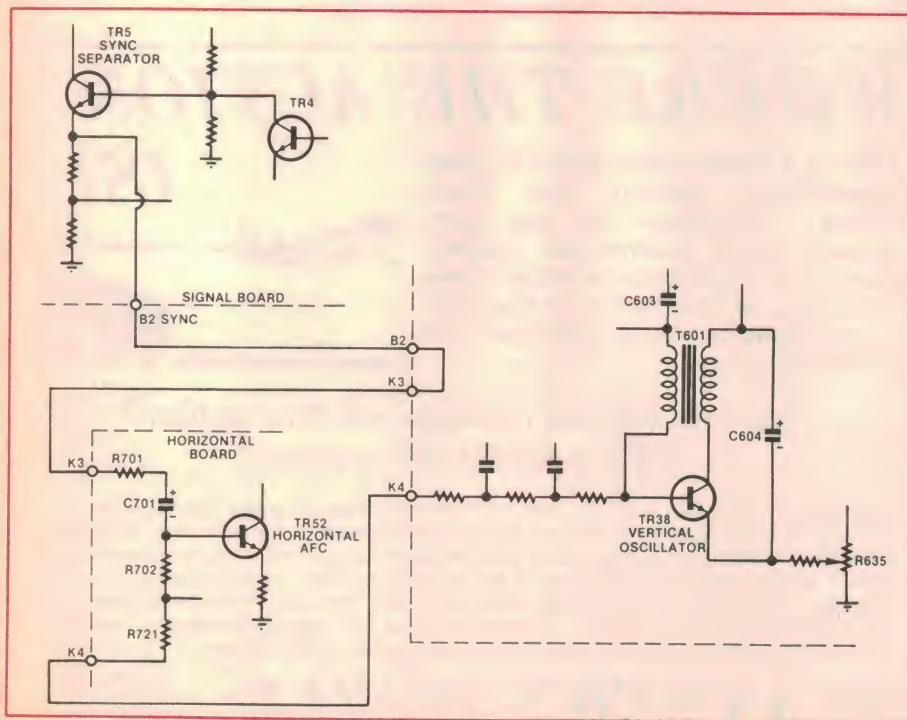 TR5
SYNC
SEPARATOR
TR4
SIGNAL BOARD
B2 SYNC
B2
K3
C603
T601
C604
HORIZONTAL
BOARD
K3
R701
C701
TR52
HORIZONTAL
AFC
R702
R721
K4
K4
TR38
VERTICAL
OSCILLATOR
R635